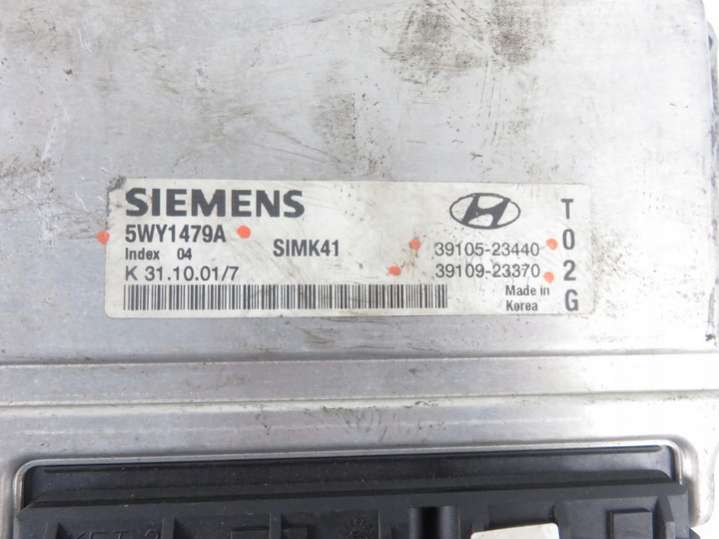 SIEMENS
5WY1479A
Index 04
SIMK41
K 31.10.01/7
39105-23440
39109-23370
Made in
Korea
T
0
2
G